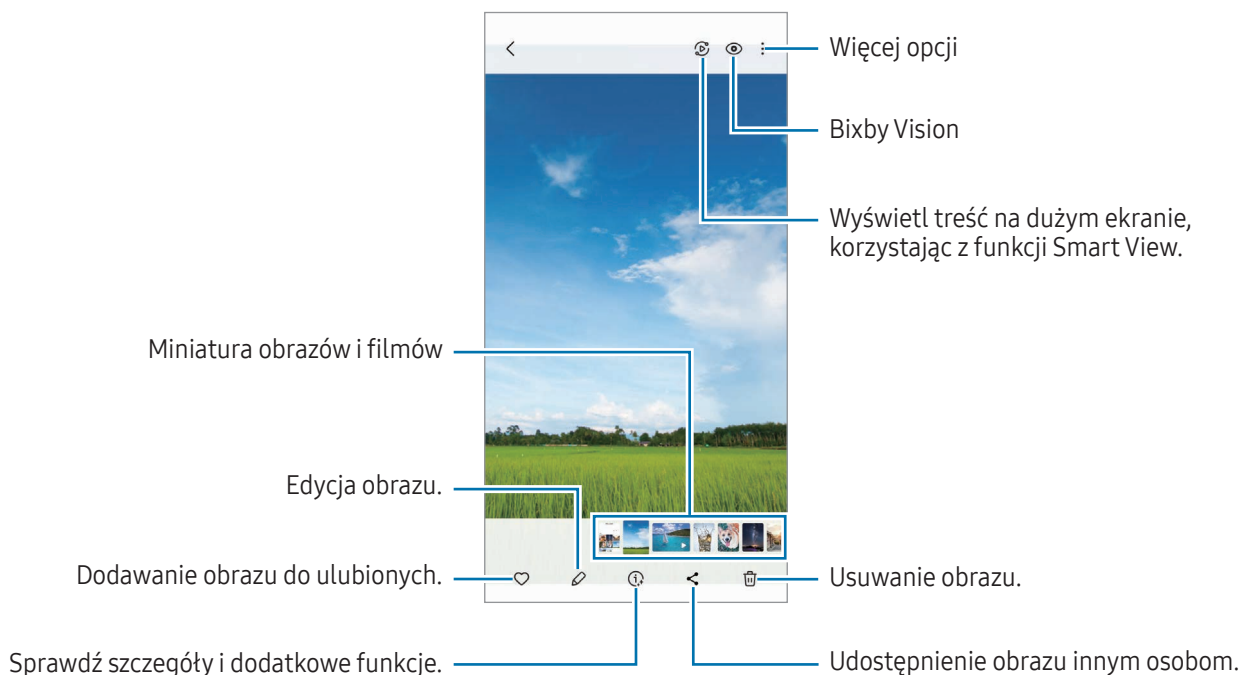 Więcej opcji
Bixby Vision
Wyświetl treść na dużym ekranie,
korzystając z funkcji Smart View.
Miniatura obrazów i filmów
Edycja obrazu.
Dodawanie obrazu do ulubionych.
Usuwanie obrazu.
Sprawdź szczegóły i dodatkowe funkcje.
Udostępnienie obrazu innym osobom.